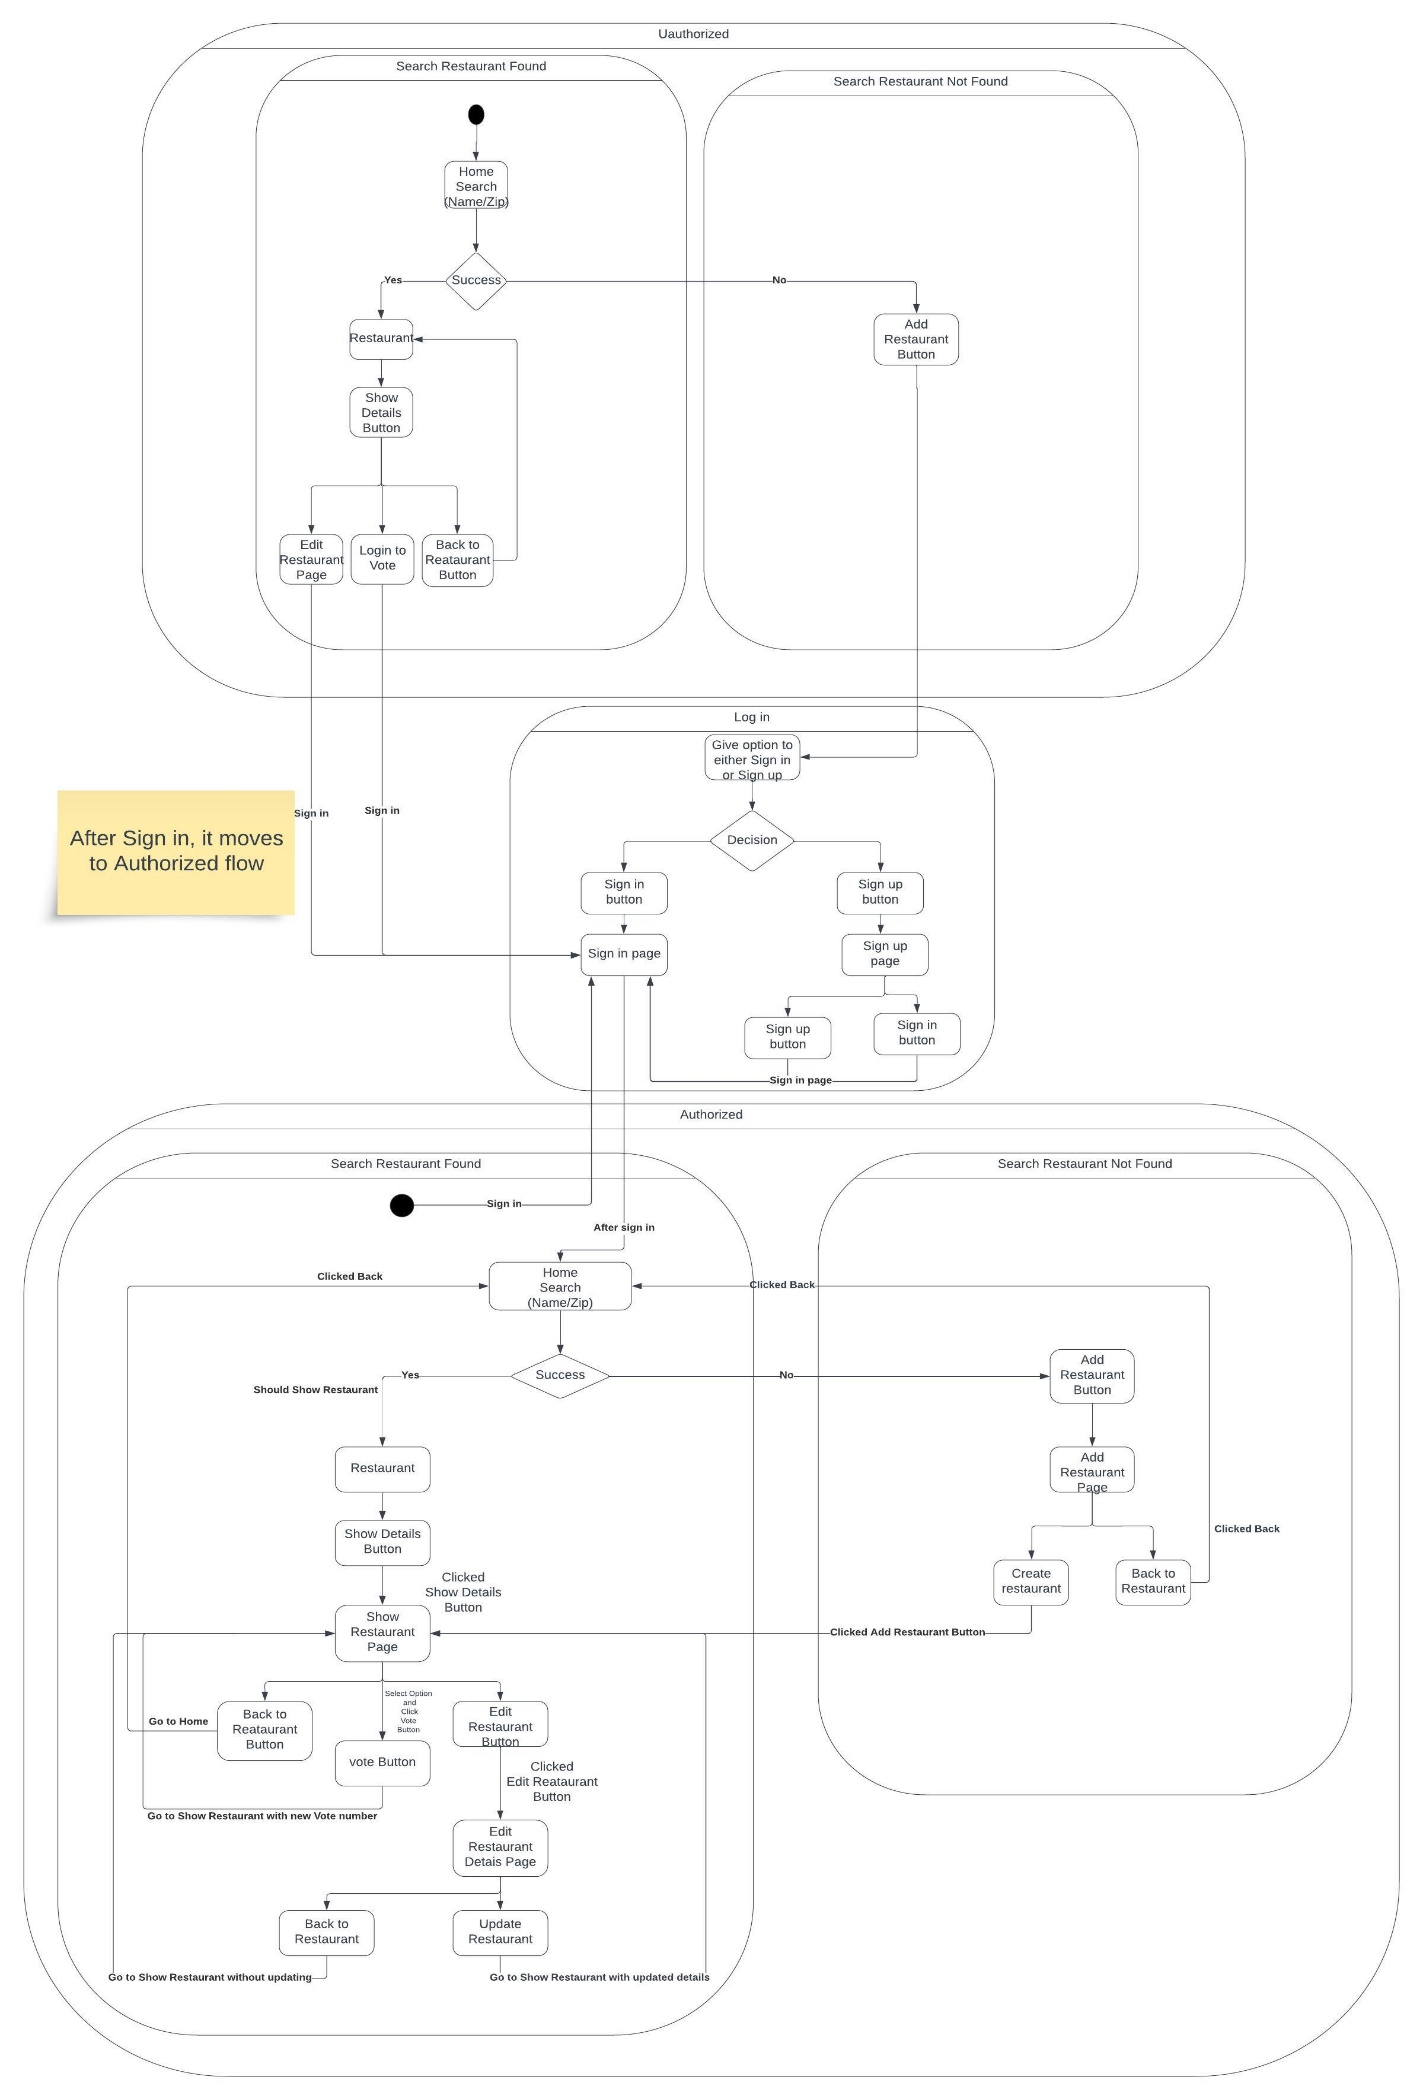 Uauthorized
Search Restaurant Found
Search Restaurant Not Found
Home
Search
(Name/Zip)
Success
Yes
No
Restaurant
Add
Restaurant
Button
Show
Details
Button
Edit
Restaurant
Page
Login to
Vote
Back to
Reataurant
Button
Log in
Give option to
either Sign in
or Sign up
Sign in
Sign in
After Sign in, it moves
to Authorized flow
Decision
Sign in
button
Sign up
button
Sign in page
Sign up
page
Sign up
button
Sign in
button
Sign in page
Authorized
Search Restaurant Found
Search Restaurant Not Found
Sign in
After sign in
Home
Search
(Name/Zip)
Clicked Back
Clicked Back
Success
Yes
No
Should Show Restaurant
Add
Restaurant
Button
Restaurant
Add
Restaurant
Page
Show Details
Button
Clicked Back
Clicked
Show Details
Button
Create
restaurant
Back to
Restaurant
Show
Restaurant
Page
Clicked Add Restaurant Button
Select Option
and
Click
Vote
Button
Back to
Reataurant
Button
Go to Home
Edit
Restaurant
Button
vote Button
Clicked
Edit Reataurant
Button
Go to Show Restaurant with new Vote number
Edit
Restaurant
Detais Page
Back to
Restaurant
Update
Restaurant
Go to Show Restaurant without updating
Go to Show Restaurant with updated details